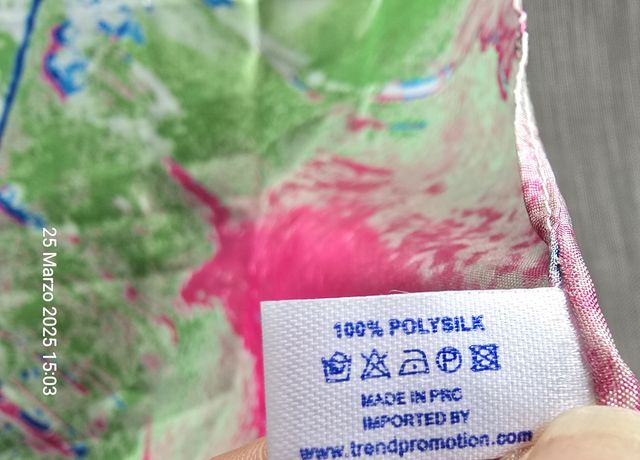 100% POLYSILK
P
MADE IN PRC
IMPORTED BY
www.trendpromotion.com
25 Marzo 2025 15:03